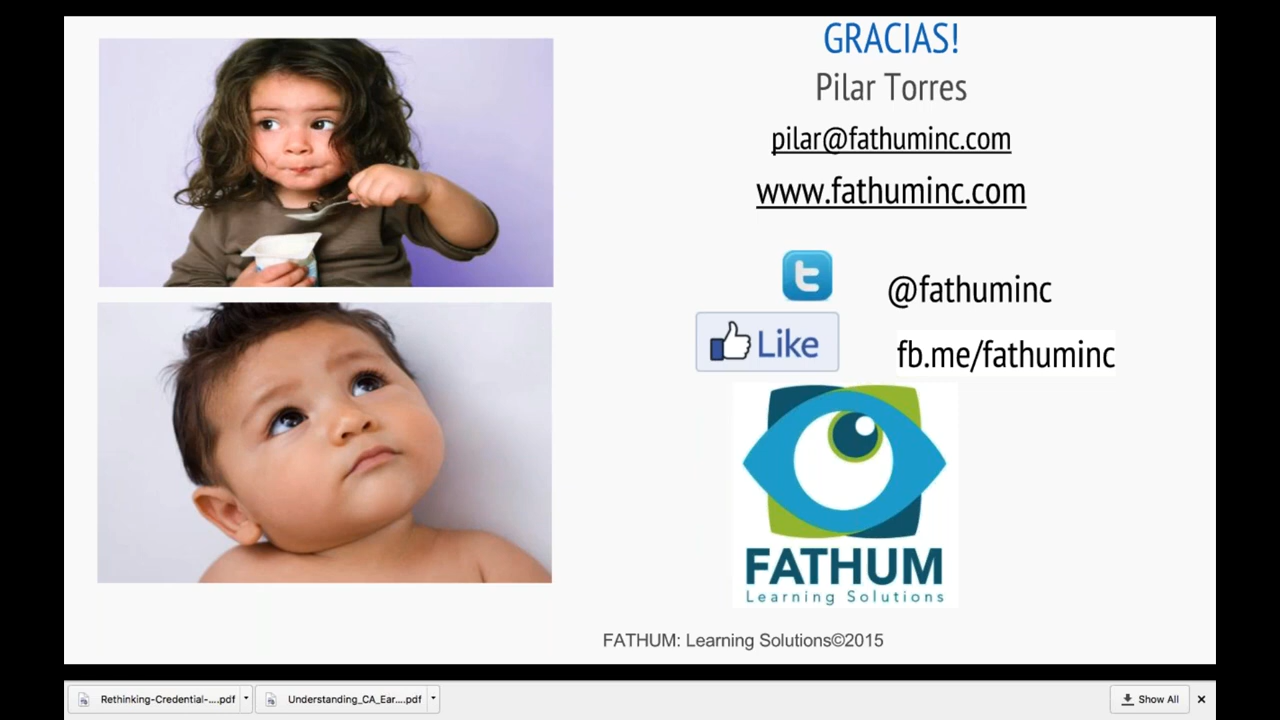 GRACIAS!
Pilar Torres
pilar@fathuminc.com
www.fathuminc.com
@fathuminc
Like
fb.me/fathuminc
FATHUM
Learning Solutions
FATHUM: Learning Solutions©2015
Rethinking-Credential-....pdf
Understanding_CA_Ear....pdf
Show All